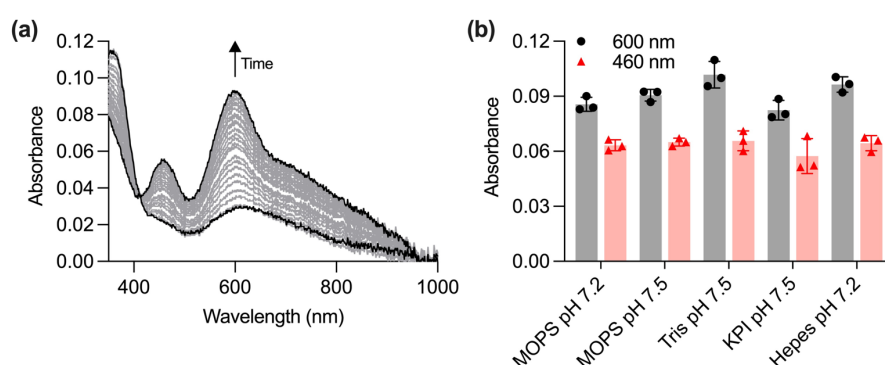 (a)
0.12
0.10
0.08
0.06
0.04
0.02
0.00
Absorbance
Time
400
600
800
1000
Wavelength (nm)
(b)
600 nm
460 nm
0.12
0.09
0.06
0.03
0.00
Absorbance
MOPS pH 7.2
MOPS pH 7.5
Tris pH 7.5
KPI pH 7.5
Hepes pH 7.2